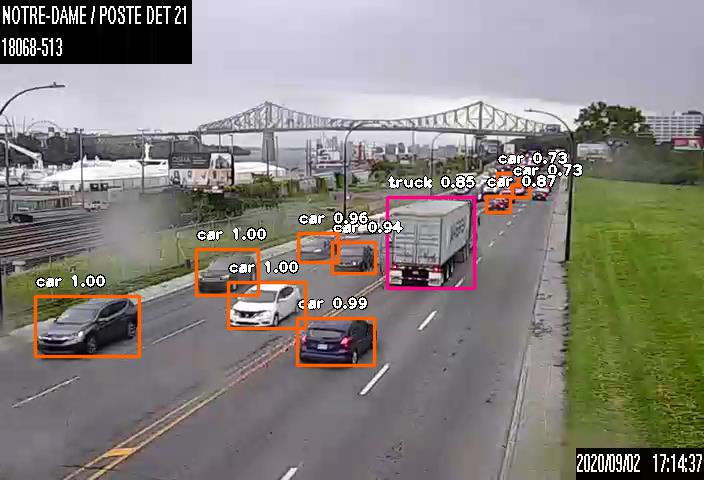 NOTRE-DAME / POSTE DET 21
18068-513
car 0.73
car 0.73
truck 0.85
car 0.87
car 0.96
car 0.94
car 1.00
car 1.00
car 1.00
car 0.99
2020/09/02 17:14:37